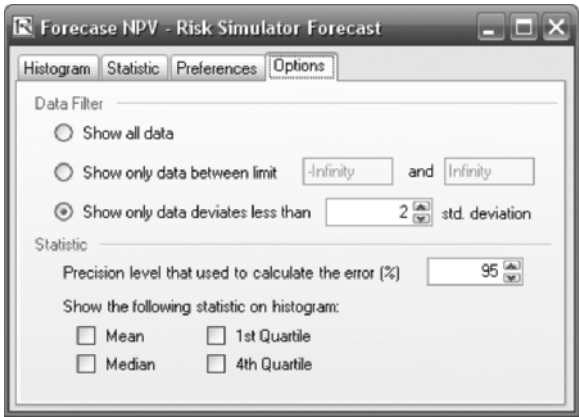 Forecase NPV - Risk Simulator Forecast
Histogram Statistic Preferences Options
Data Filter
Show all data
Show only data between limit -Infinity and Infinity
Show only data deviates less than 2 std. deviation
Statistic
Precision level that used to calculate the error (%) 95
Show the following statistic on histogram:
Mean 1st Quartile
Median 4th Quartile